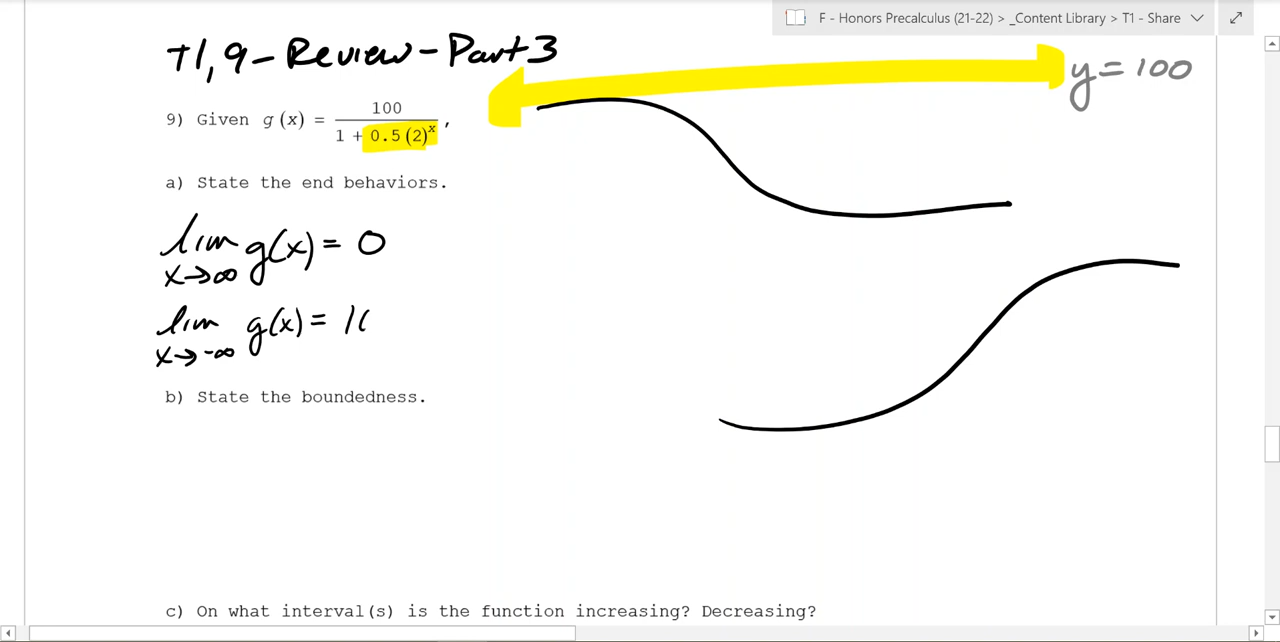 F - Honors Precalculus (21-22) > _Content Library > T1 - Share
T1,9-Review-Part3
y=100
9) Given g(x) = 100/(1 + 0.5(2)^x),
a) State the end behaviors.
lim x→∞ g(x) = 0
lim x→-∞ g(x) = 1(
b) State the boundedness.
c) On what interval(s) is the function increasing? Decreasing?